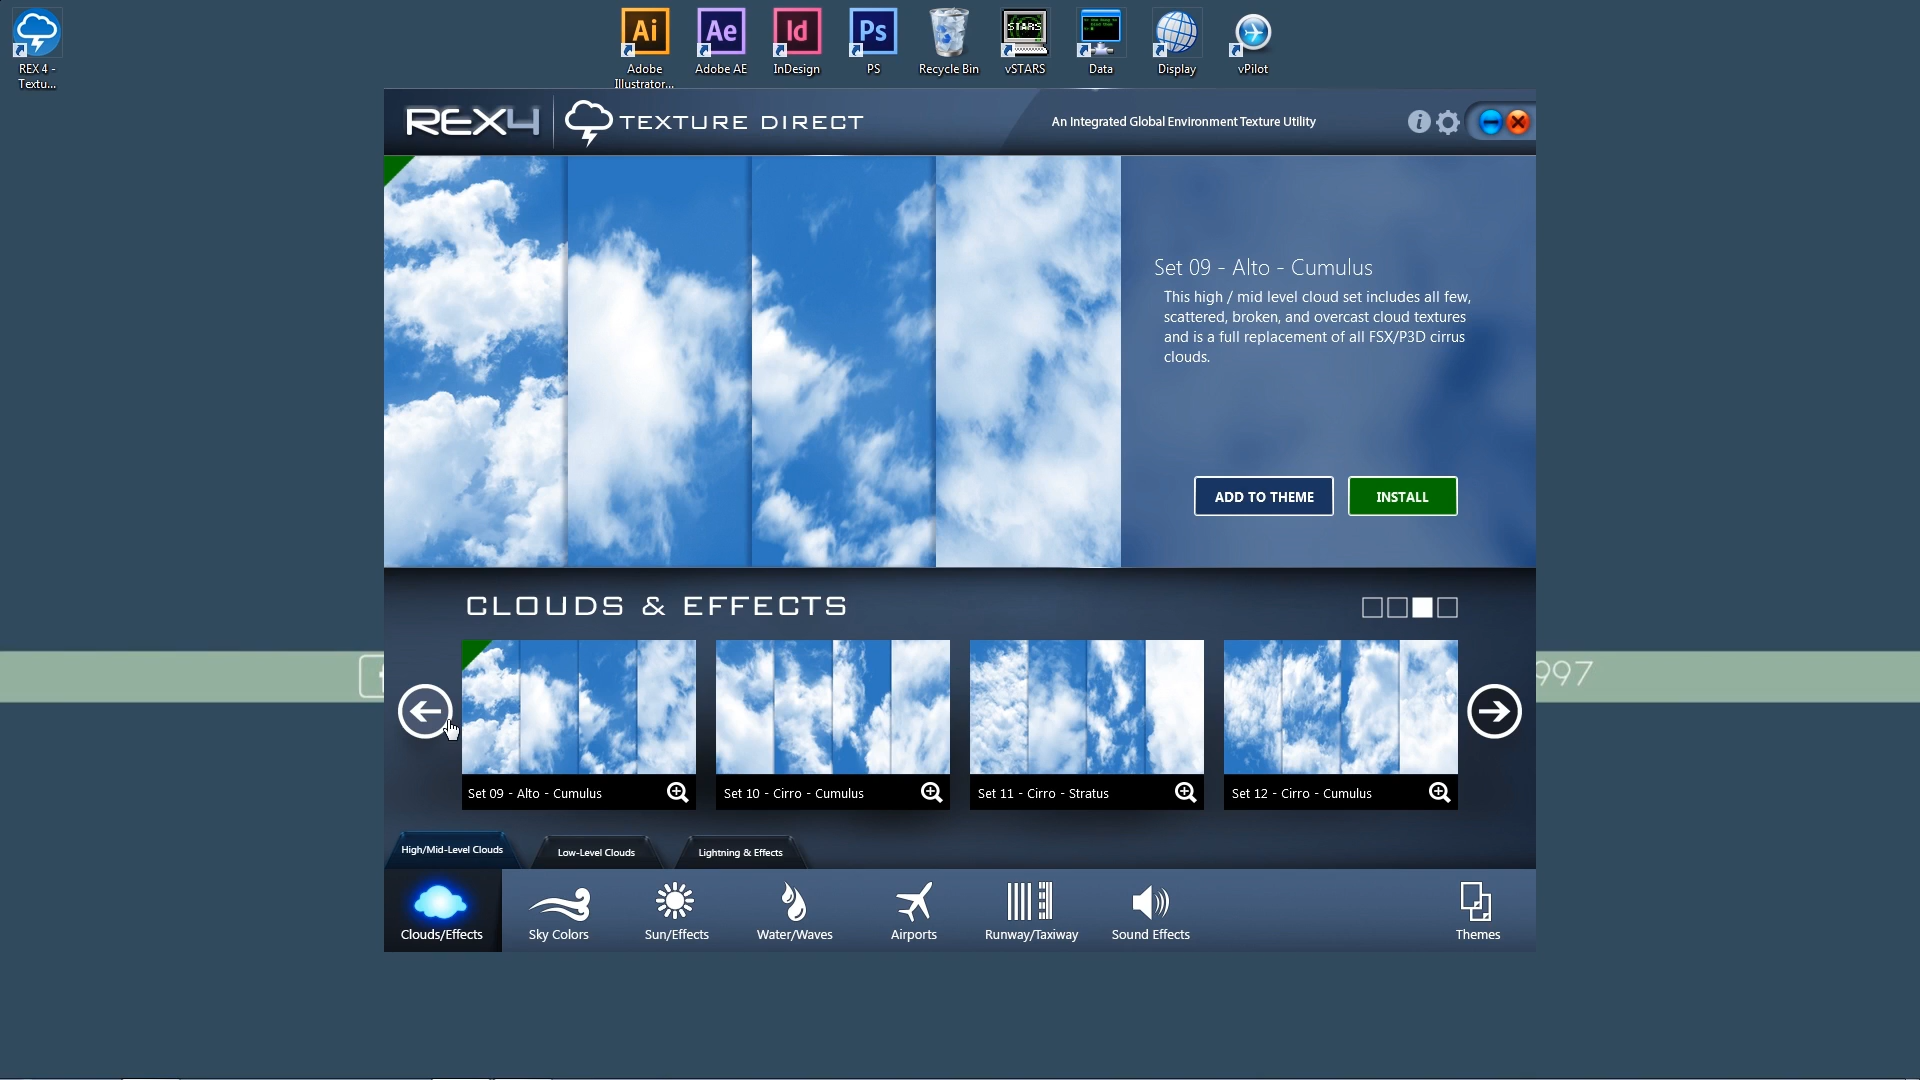 REX 4 -
Textu...
Ai
Adobe
Illustrator...
Ae
Adobe AE
Id
InDesign
Ps
PS
Recycle Bin
STARS
vSTARS
Data
Display
vPilot
REX4
TEXTURE DIRECT
An Integrated Global Environment Texture Utility
i
Set 09 - Alto - Cumulus
This high / mid level cloud set includes all few,
scattered, broken, and overcast cloud textures
and is a full replacement of all FSX/P3D cirrus
clouds.
ADD TO THEME
INSTALL
CLOUDS & EFFECTS
997
Set 09 - Alto - Cumulus
Set 10 - Cirro - Cumulus
Set 11 - Cirro - Stratus
Set 12 - Cirro - Cumulus
High/Mid-Level Clouds
Low-Level Clouds
Lightning & Effects
Clouds/Effects
Sky Colors
Sun/Effects
Water/Waves
Airports
Runway/Taxiway
Sound Effects
Themes